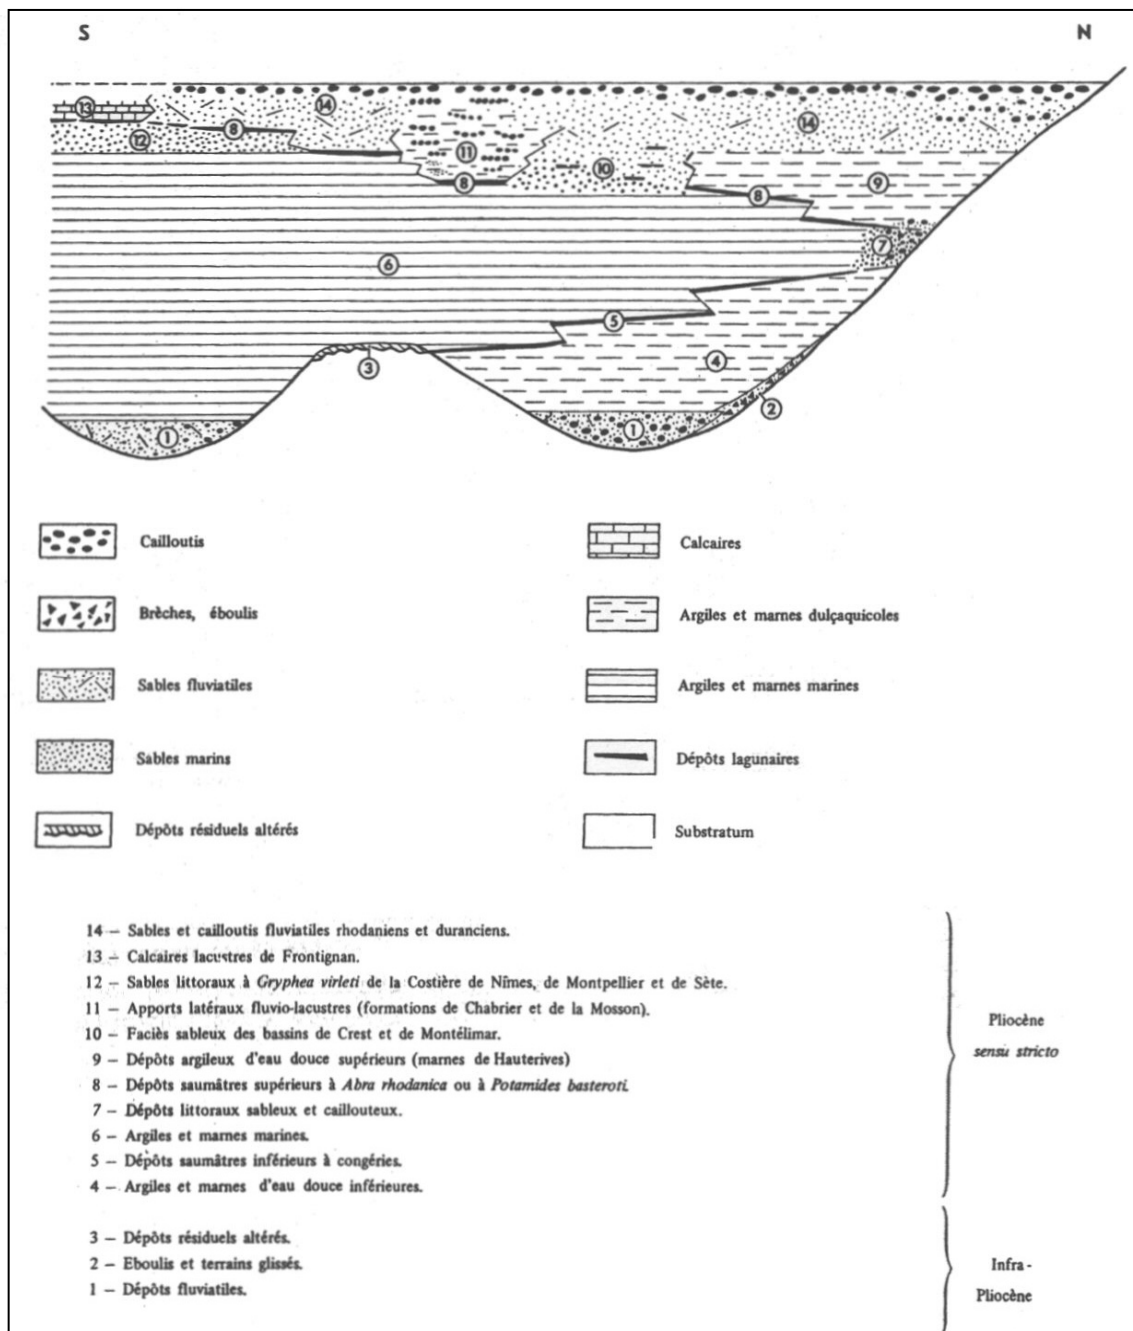 S N
13
14
8
12
11
8
10
14
9
8
7
6
5
4
3
2
1
1
Cailloutis
Calcaires
Brèches, éboulis
Argiles et marnes dulçaquicoles
Sables fluviatiles
Argiles et marnes marines
Sables marins
Dépôts lagunaires
Dépôts résiduels altérés
Substratum
14 – Sables et cailloutis fluviatiles rhodaniens et duranciens.
13 – Calcaires lacustres de Frontignan.
12 – Sables littoraux à Gryphea virleti de la Costière de Nîmes, de Montpellier et de Sète.
11 – Apports latéraux fluvio-lacustres (formations de Chabrier et de la Mosson).
10 – Faciès sableux des bassins de Crest et de Montélimar.
9 – Dépôts argileux d'eau douce supérieurs (marnes de Hauterives)
8 – Dépôts saumâtres supérieurs à Abra rhodanica ou à Potamides basteroti.
7 – Dépôts littoraux sableux et caillouteux.
6 – Argiles et marnes marines.
5 – Dépôts saumâtres inférieurs à congéries.
4 – Argiles et marnes d'eau douce inférieures.
Pliocène
sensu stricto
3 – Dépôts résiduels altérés.
2 – Eboulis et terrains glissés.
1 – Dépôts fluviatiles.
Infra-
Pliocène